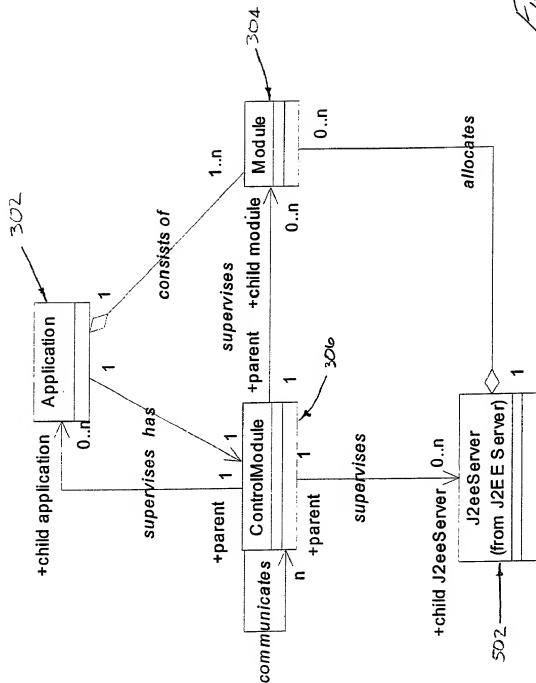 302
Application
+child application
0..n
1
1
consists of
1..n
304
Module
0..n
supervises
has
supervises
+child module
0..n
+parent
1
1
+parent
1
ControlModule
306
communicates
n
+parent
1
supervises
allocates
+child J2eeServer
0..n
1
J2eeServer
(from J2EE Server)
502